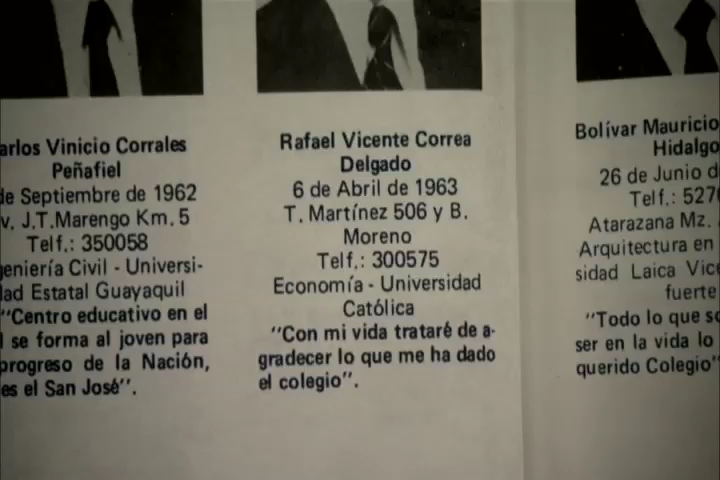 arlos Vinicio Corrales
Peñafiel
de Septiembre de 1962
v. J.T.Marengo Km. 5
Telf.: 350058
geniería Civil - Universi-
dad Estatal Guayaquil
"Centro educativo en el
l se forma al joven para
progreso de la Nación,
es el San José".
Rafael Vicente Correa
Delgado
6 de Abril de 1963
T. Martínez 506 y B.
Moreno
Telf.: 300575
Economía - Universidad
Católica
"Con mi vida trataré de a-
gradecer lo que me ha dado
el colegio".
Bolívar Mauricio
Hidalgo
26 de Junio d
Telf.: 527
Atarazana Mz.
Arquitectura en
sidad Laica Vice
fuerte
"Todo lo que so
ser en la vida lo
querido Colegio"